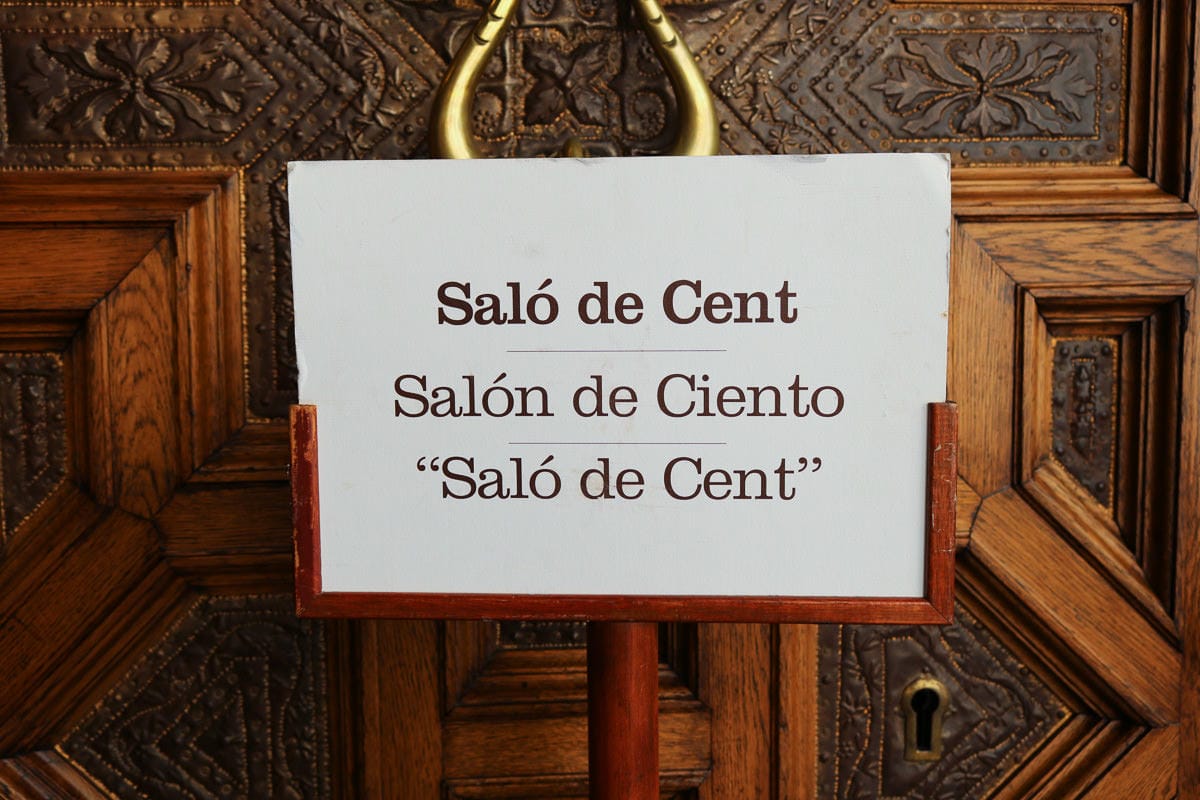 Saló de Cent
Salón de Ciento
“Saló de Cent”